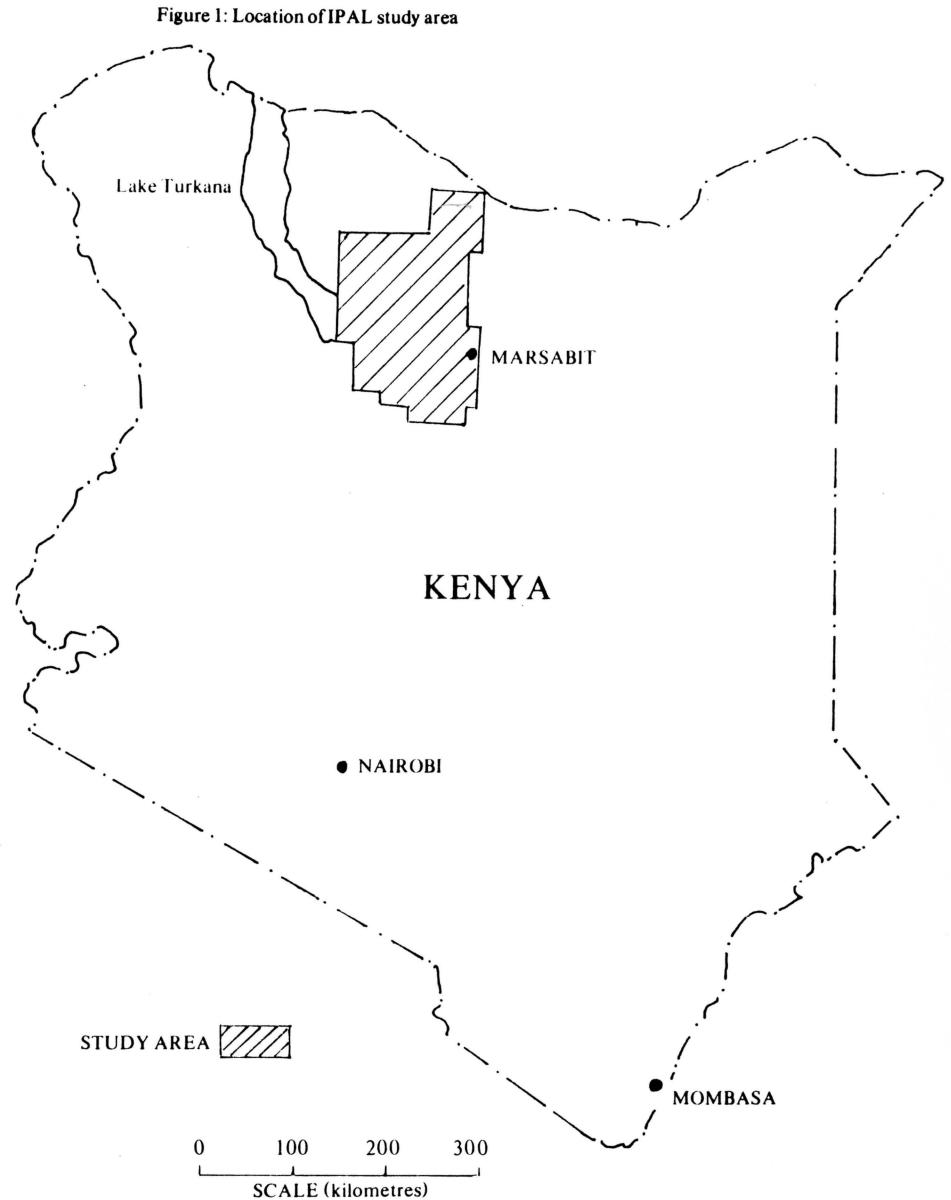 Figure 1: Location of IPAL study area
Lake Turkana
MARSABIT
KENYA
NAIROBI
STUDY AREA
MOMBASA
0 100 200 300
SCALE (kilometres)